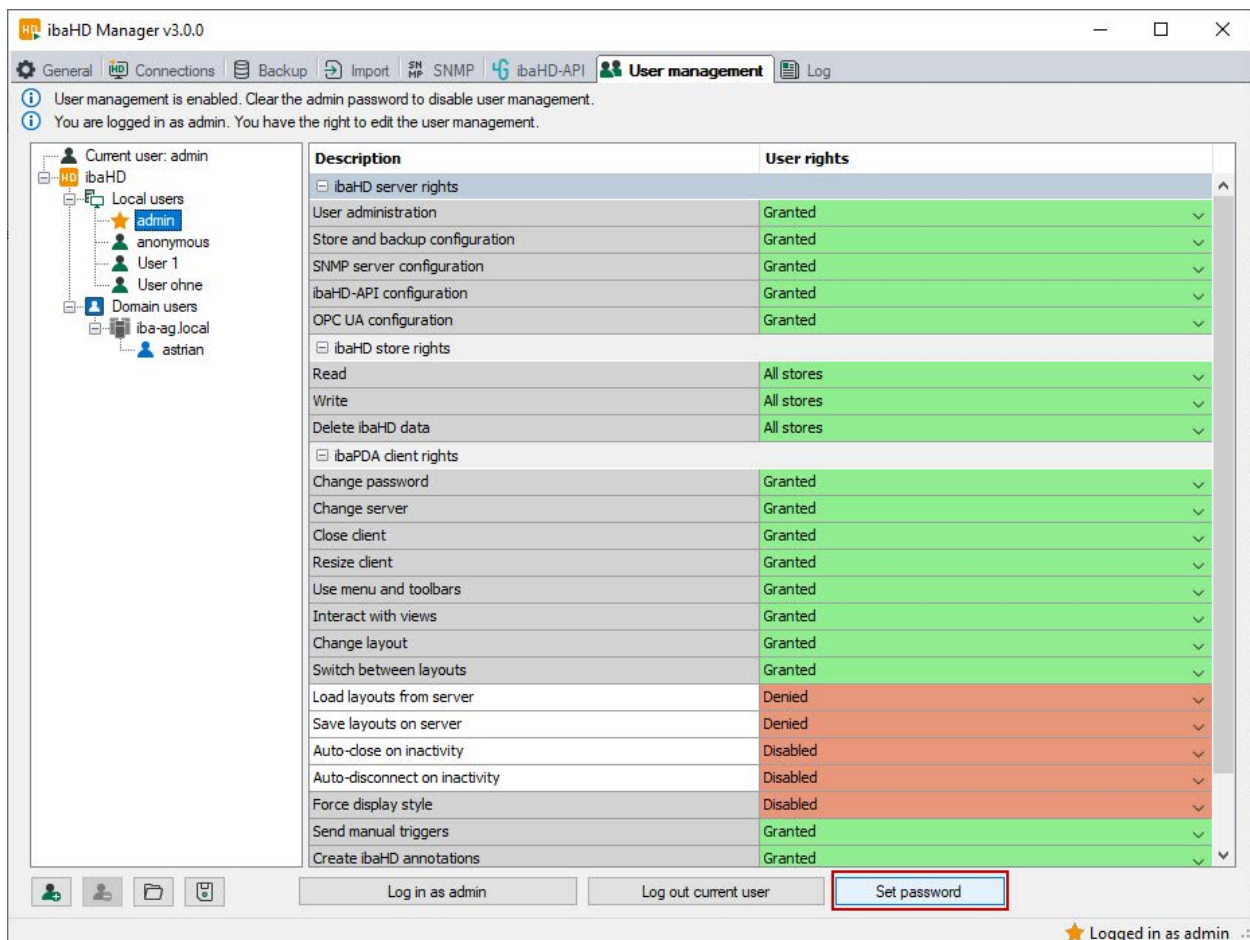 HD ibaHD Manager v3.0.0
General HD Connections Backup Import SNMP SNMP ibaHD-API User management Log
User management is enabled. Clear the admin password to disable user management.
You are logged in as admin. You have the right to edit the user management.
Current user: admin
HD ibaHD
Local users
admin
anonymous
User 1
User ohne
Domain users
iba-ag.local
astrian
Description User rights
ibaHD server rights
User administration Granted
Store and backup configuration Granted
SNMP server configuration Granted
ibaHD-API configuration Granted
OPC UA configuration Granted
ibaHD store rights
Read All stores
Write All stores
Delete ibaHD data All stores
ibaPDA client rights
Change password Granted
Change server Granted
Close client Granted
Resize client Granted
Use menu and toolbars Granted
Interact with views Granted
Change layout Granted
Switch between layouts Granted
Load layouts from server Denied
Save layouts on server Denied
Auto-close on inactivity Disabled
Auto-disconnect on inactivity Disabled
Force display style Disabled
Send manual triggers Granted
Create ibaHD annotations Granted
Log in as admin Log out current user Set password
Logged in as admin